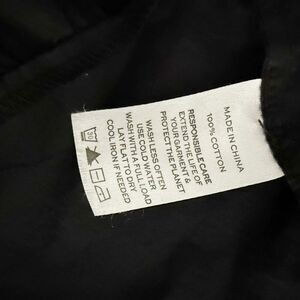 MADE IN CHINA
100% COTTON
RESPONSIBLE CARE
EXTEND THE LIFE OF
YOUR GARMENT &
PROTECT THE PLANET
WASH LESS OFTEN
USE COLD WATER
WASH WITH A FULL LOAD
LAY FLAT TO DRY
COOL IRON IF NEEDED
30